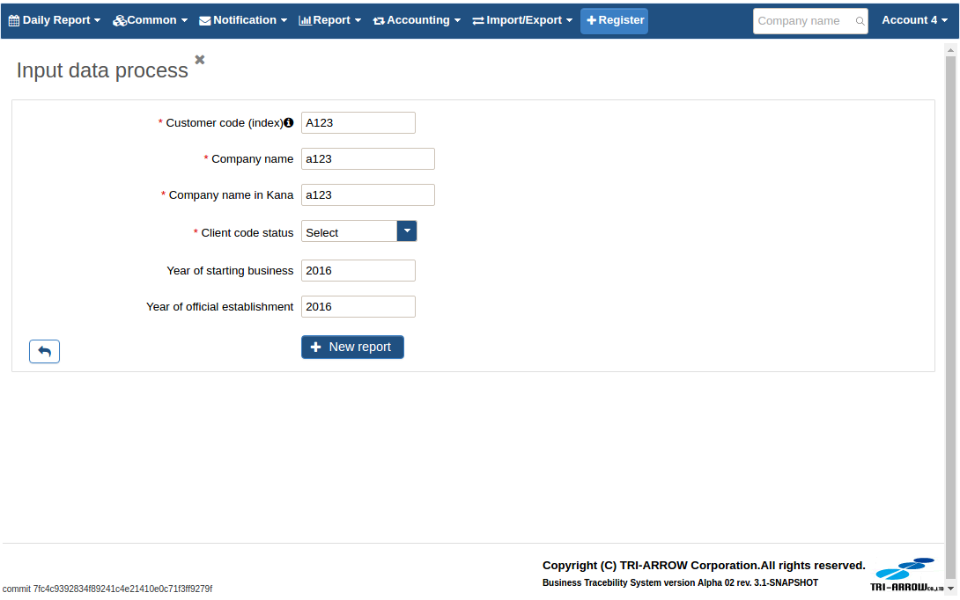 Daily Report Common Notification Report Accounting Import/Export Register Company name Account 4
Input data process
* Customer code (index) A123
* Company name a123
* Company name in Kana a123
* Client code status Select
Year of starting business 2016
Year of official establishment 2016
New report
Copyright (C) TRI-ARROW Corporation.All rights reserved.
Business Tracebility System version Alpha 02 rev. 3.1-SNAPSHOT
TRI-ARROW CO.,LTD
commit 7fc4c9392834f89241c4e21410e0c71f3ff9279f